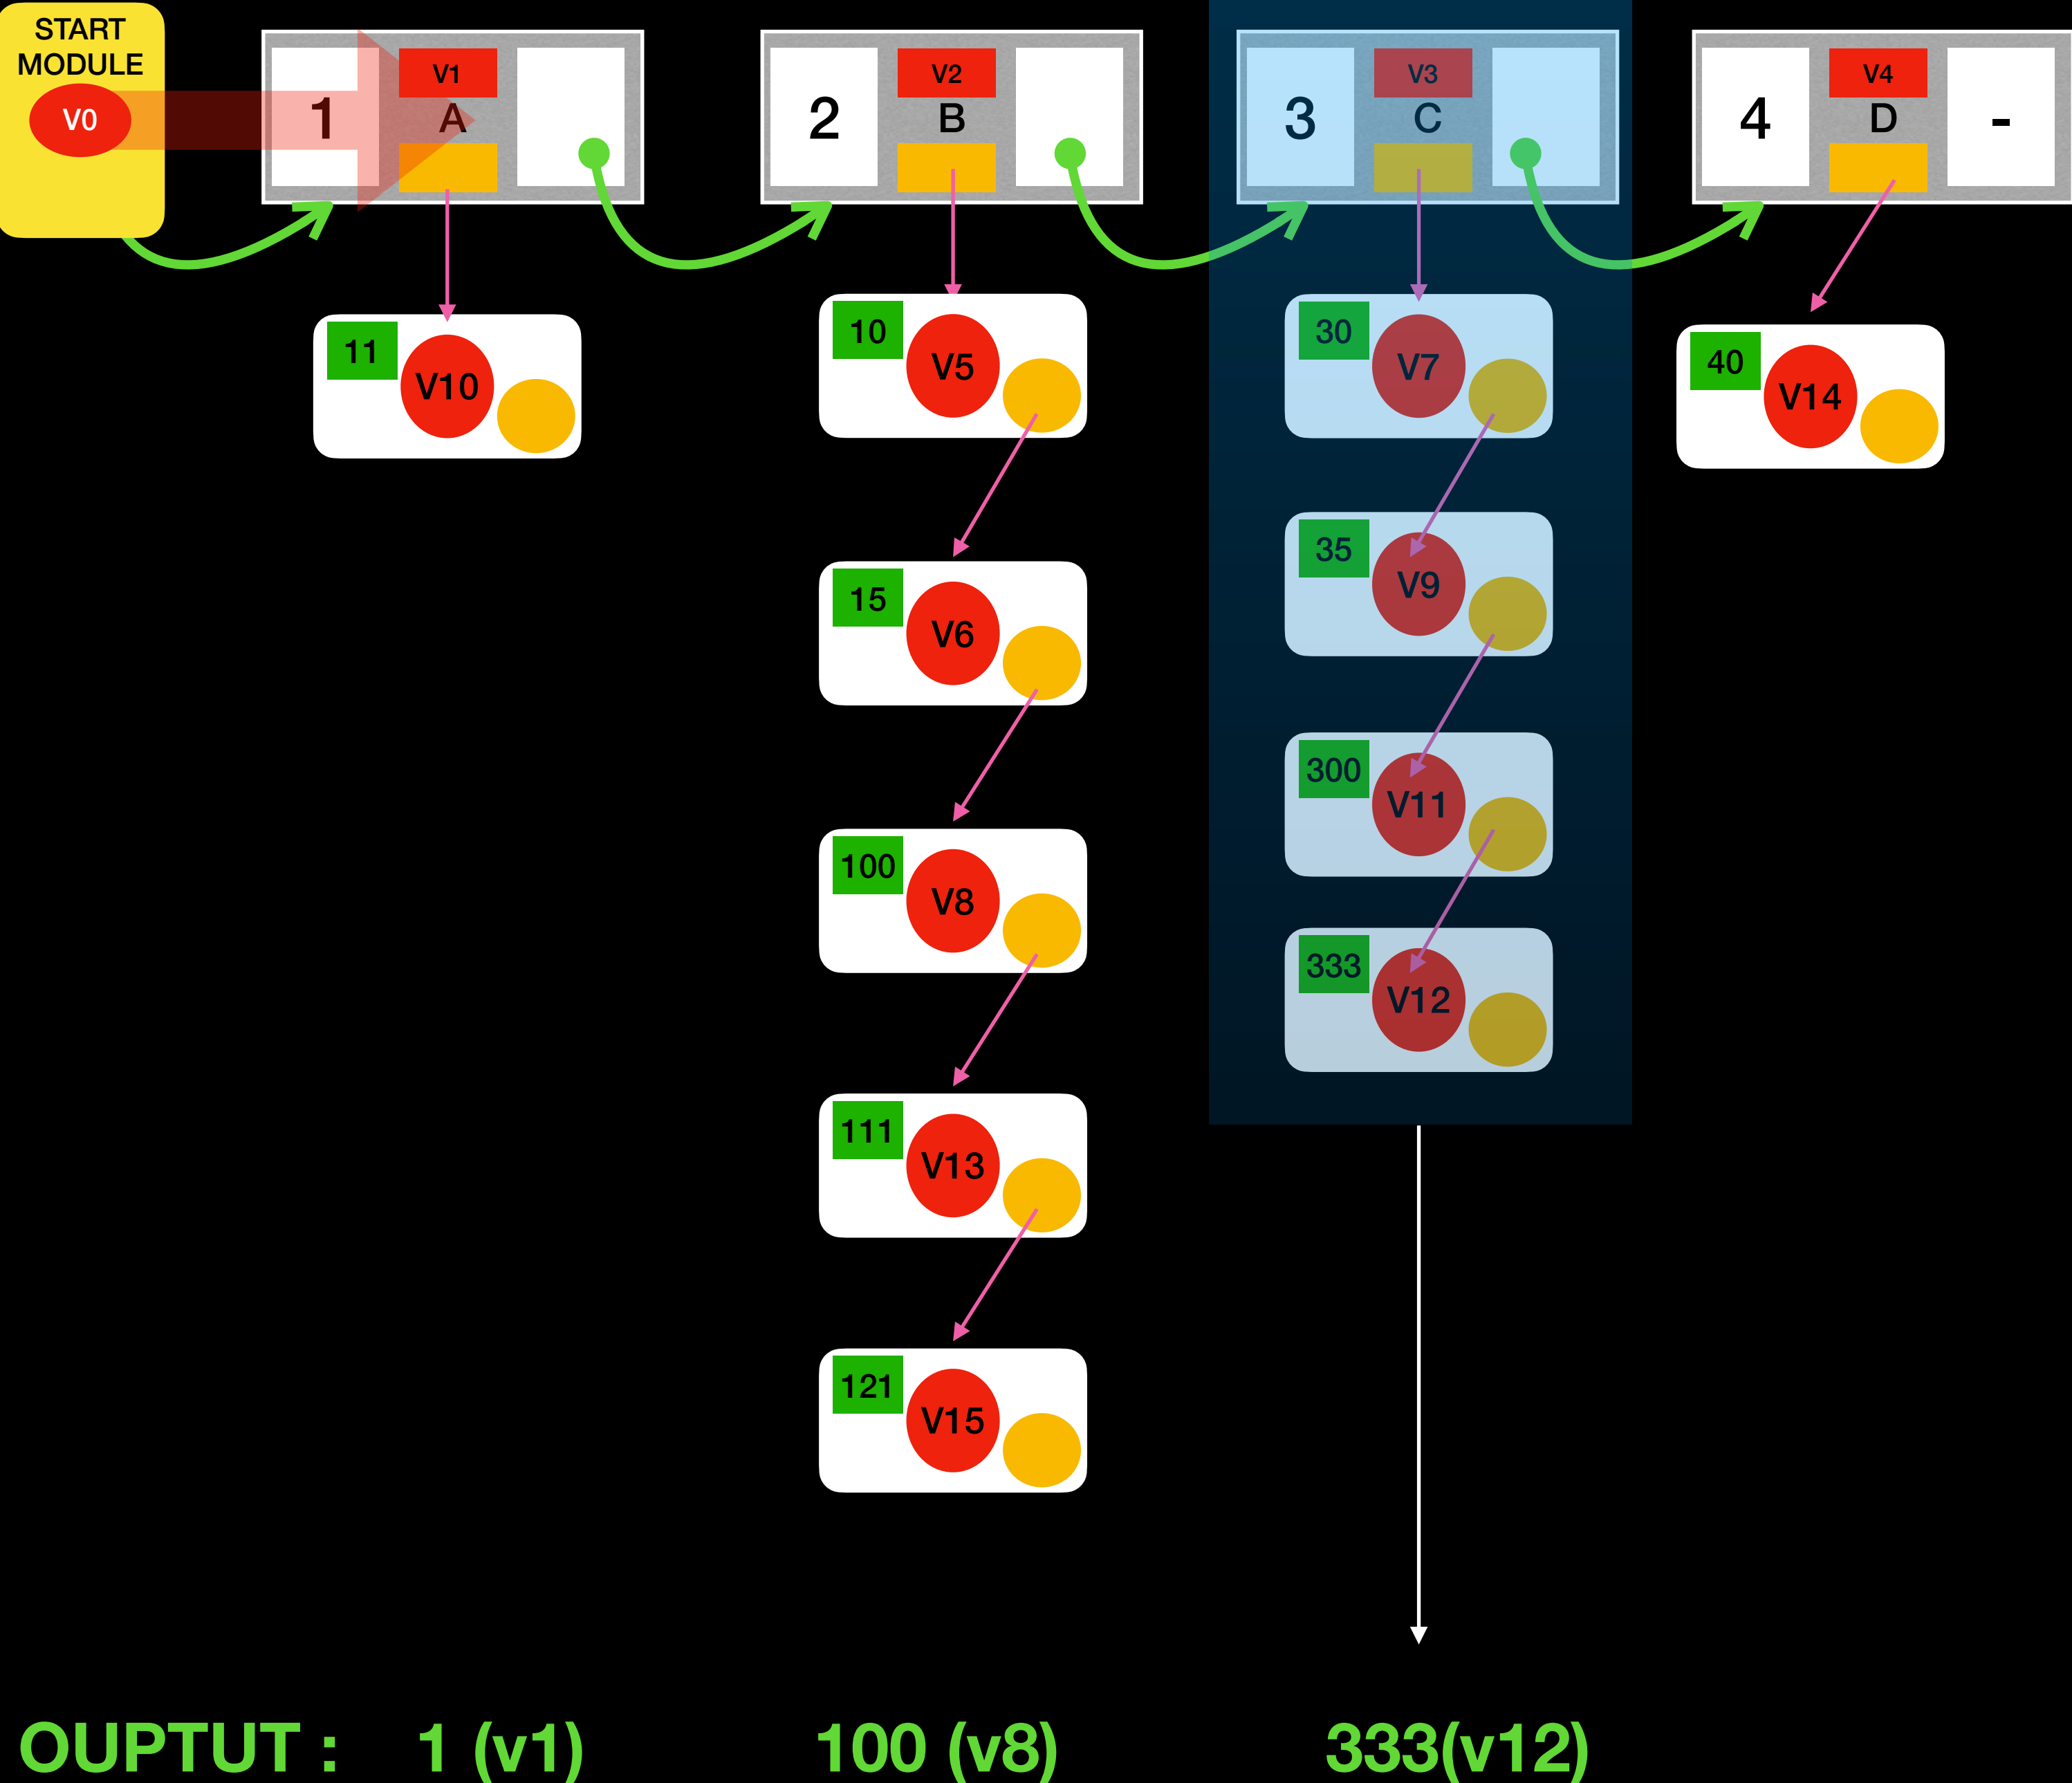 START
MODULE
V0
1
V1
A
2
V2
B
3
V3
C
4
V4
D
-
11
V10
10
V5
15
V6
100
V8
111
V13
121
V15
30
V7
35
V9
300
V11
333
V12
40
V14
OUPTUT : 1 (v1) 100 (v8) 333(v12)